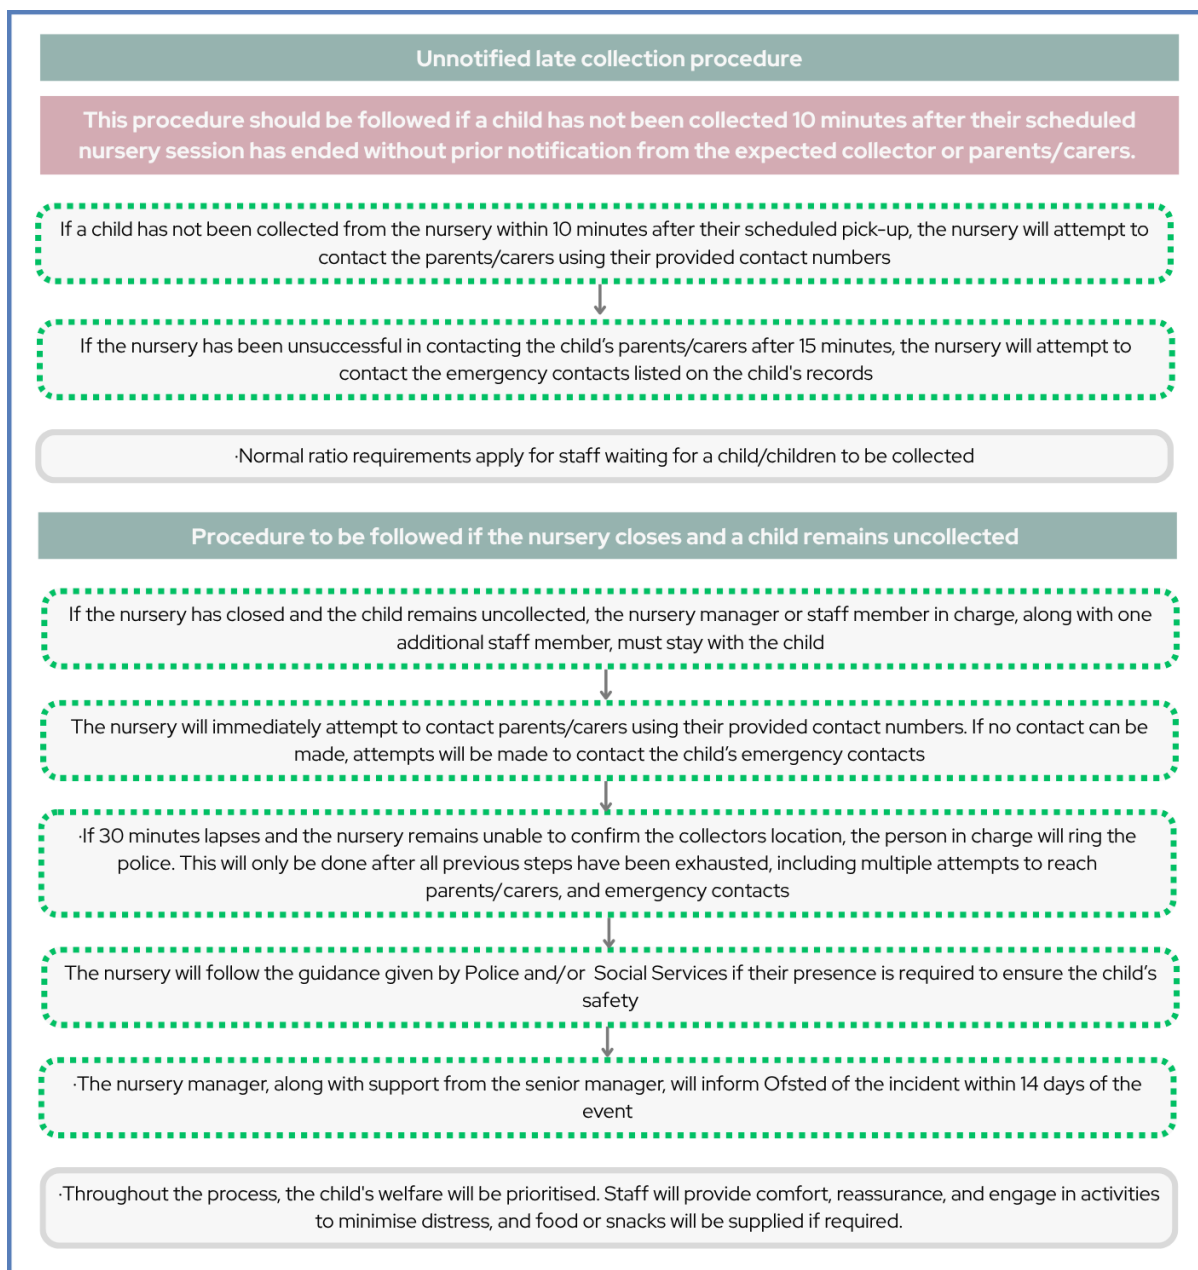 Unnotified late collection procedure
This procedure should be followed if a child has not been collected 10 minutes after their scheduled
nursery session has ended without prior notification from the expected collector or parents/carers.
If a child has not been collected from the nursery within 10 minutes after their scheduled pick-up, the nursery will attempt to
contact the parents/carers using their provided contact numbers
If the nursery has been unsuccessful in contacting the child’s parents/carers after 15 minutes, the nursery will attempt to
contact the emergency contacts listed on the child's records
·Normal ratio requirements apply for staff waiting for a child/children to be collected
Procedure to be followed if the nursery closes and a child remains uncollected
If the nursery has closed and the child remains uncollected, the nursery manager or staff member in charge, along with one
additional staff member, must stay with the child
The nursery will immediately attempt to contact parents/carers using their provided contact numbers. If no contact can be
made, attempts will be made to contact the child’s emergency contacts
·If 30 minutes lapses and the nursery remains unable to confirm the collectors location, the person in charge will ring the
police. This will only be done after all previous steps have been exhausted, including multiple attempts to reach
parents/carers, and emergency contacts
The nursery will follow the guidance given by Police and/or  Social Services if their presence is required to ensure the child’s
safety
·The nursery manager, along with support from the senior manager, will inform Ofsted of the incident within 14 days of the
event
·Throughout the process, the child's welfare will be prioritised. Staff will provide comfort, reassurance, and engage in activities
to minimise distress, and food or snacks will be supplied if required.